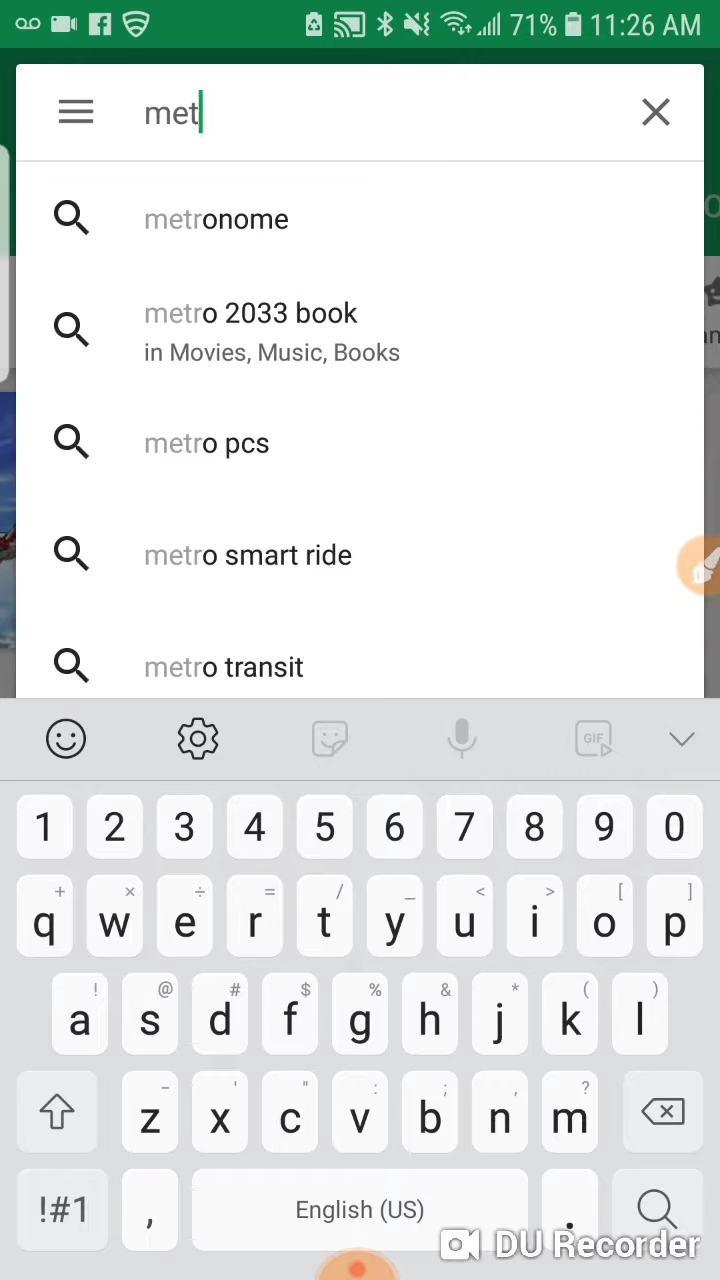 71% 11:26 AM
met
metronome
metro 2033 book
in Movies, Music, Books
metro pcs
metro smart ride
metro transit
GIF
1 2 3 4 5 6 7 8 9 0
+ × ÷ = / _ < > [ ]
q w e r t y u i o p
! @ # $ % & * ( )
a s d f g h j k l
- ' " : ; , ?
z x c v b n m
!#1 , English (US) .
DU Recorder